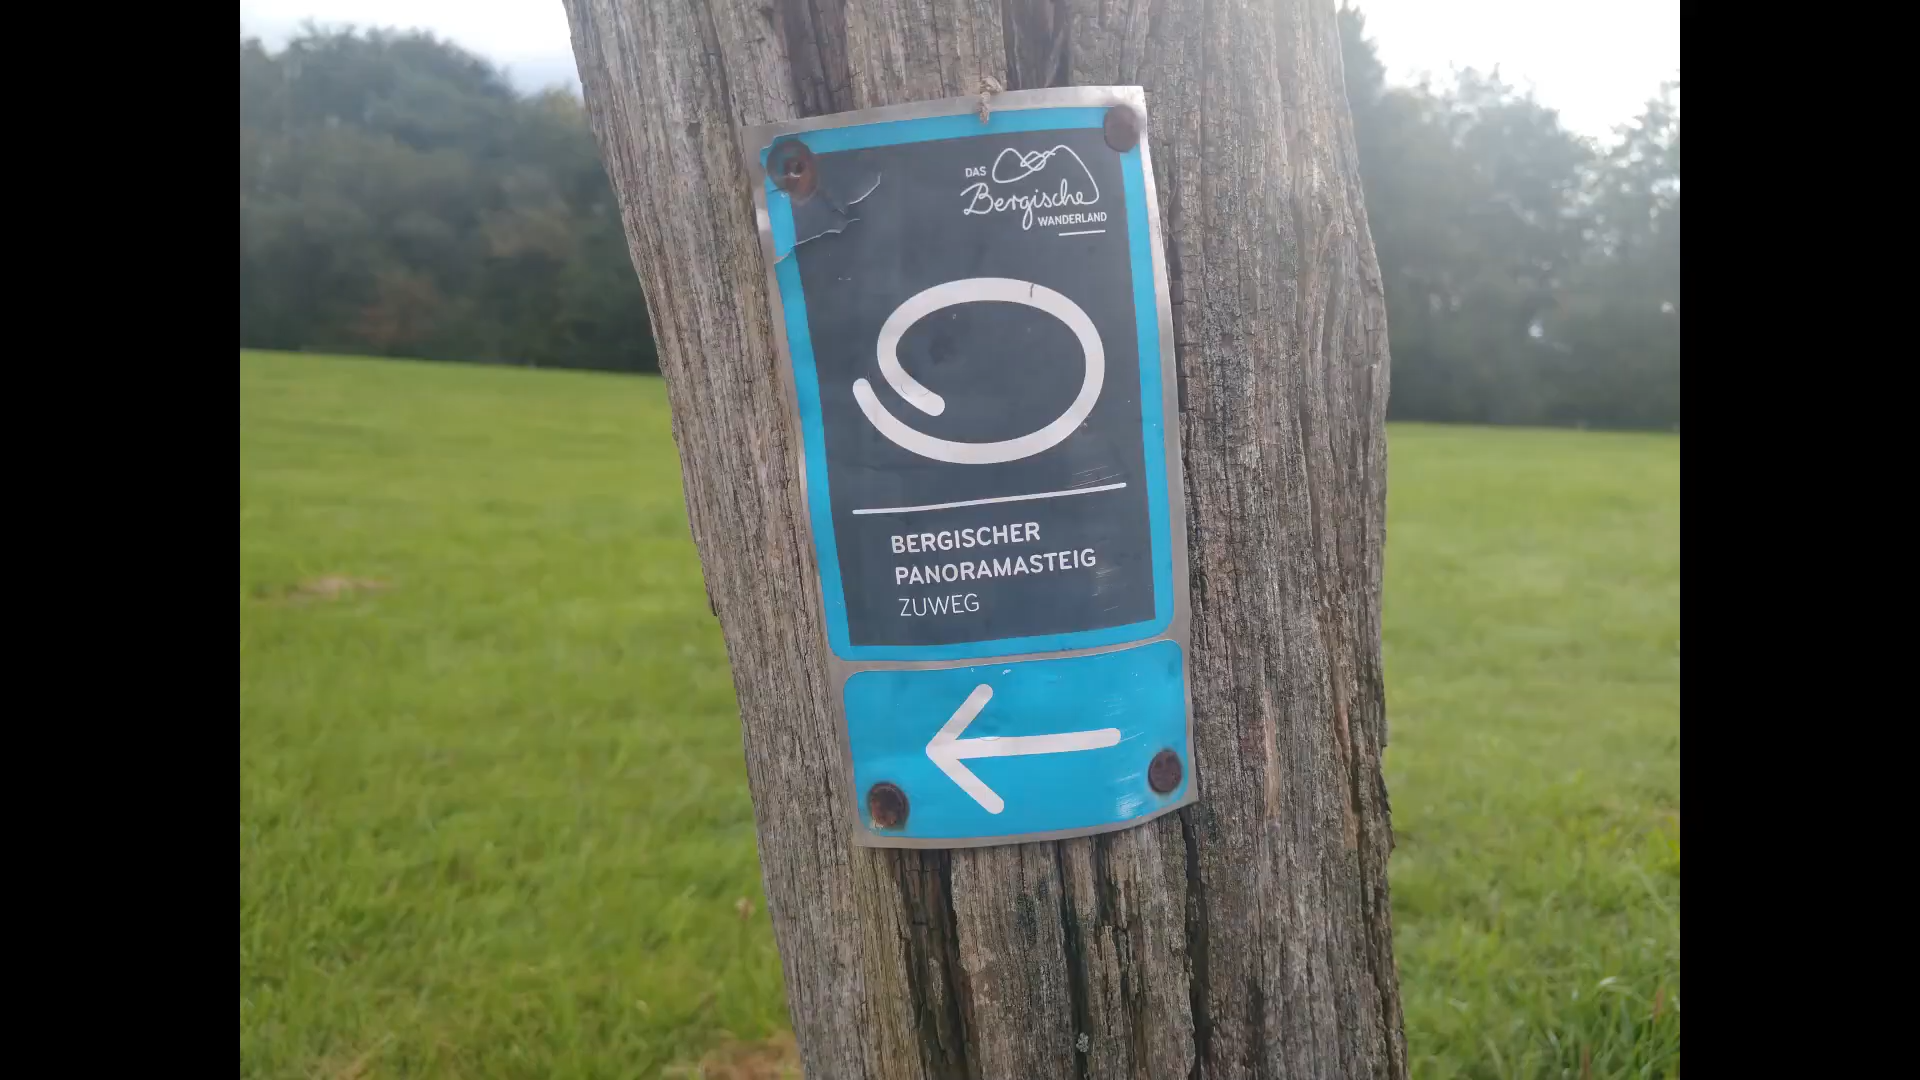 DAS
Bergische
WANDERLAND
BERGISCHER
PANORAMASTEIG
ZUWEG